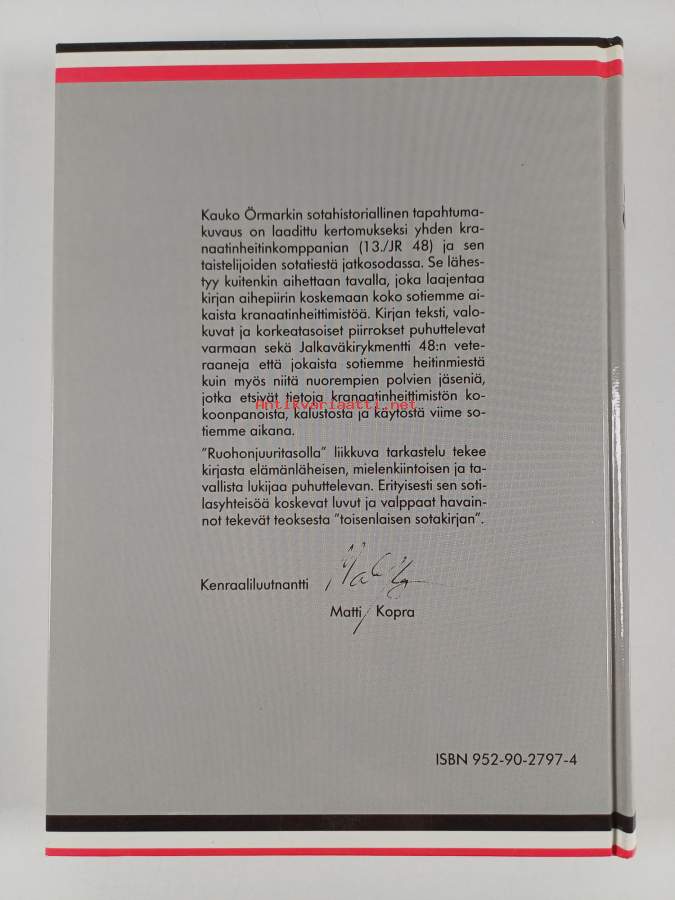 Kauko Örmarkin sotahistoriallinen tapahtuma-
kuvaus on laadittu kertomukseksi yhden kra-
naatinheitinkomppanian (13./JR 48) ja sen
taistelijoiden sotatiestä jatkosodassa. Se lähes-
tyy kuitenkin aihettaan tavalla, joka laajentaa
kirjan aihepiirin koskemaan koko sotiemme ai-
kaista kranaatinheittimistöä. Kirjan teksti, valo-
kuvat ja korkeatasoiset piirrokset puhuttelevat
varmaan sekä Jalkaväkirykmentti 48:n vete-
raaneja että jokaista sotiemme heitinmiestä
kuin myös niitä nuorempien polvien jäseniä,
jotka etsivät tietoja kranaatinheittimistön ko-
Antikvariaatti.net
koonpanoista, kalustosta ja käytöstä viime so-
tiemme aikana.
"Ruohonjuuritasolla" liikkuva tarkastelu tekee
kirjasta elämänläheisen, mielenkiintoisen ja ta-
vallista lukijaa puhuttelevan. Erityisesti sen soti-
lasyhteisöä koskevat luvut ja valppaat havain-
not tekevät teoksesta "toisenlaisen sotakirjan".
Kenraaliluutnantti
Matti Kopra
ISBN 952-90-2797-4